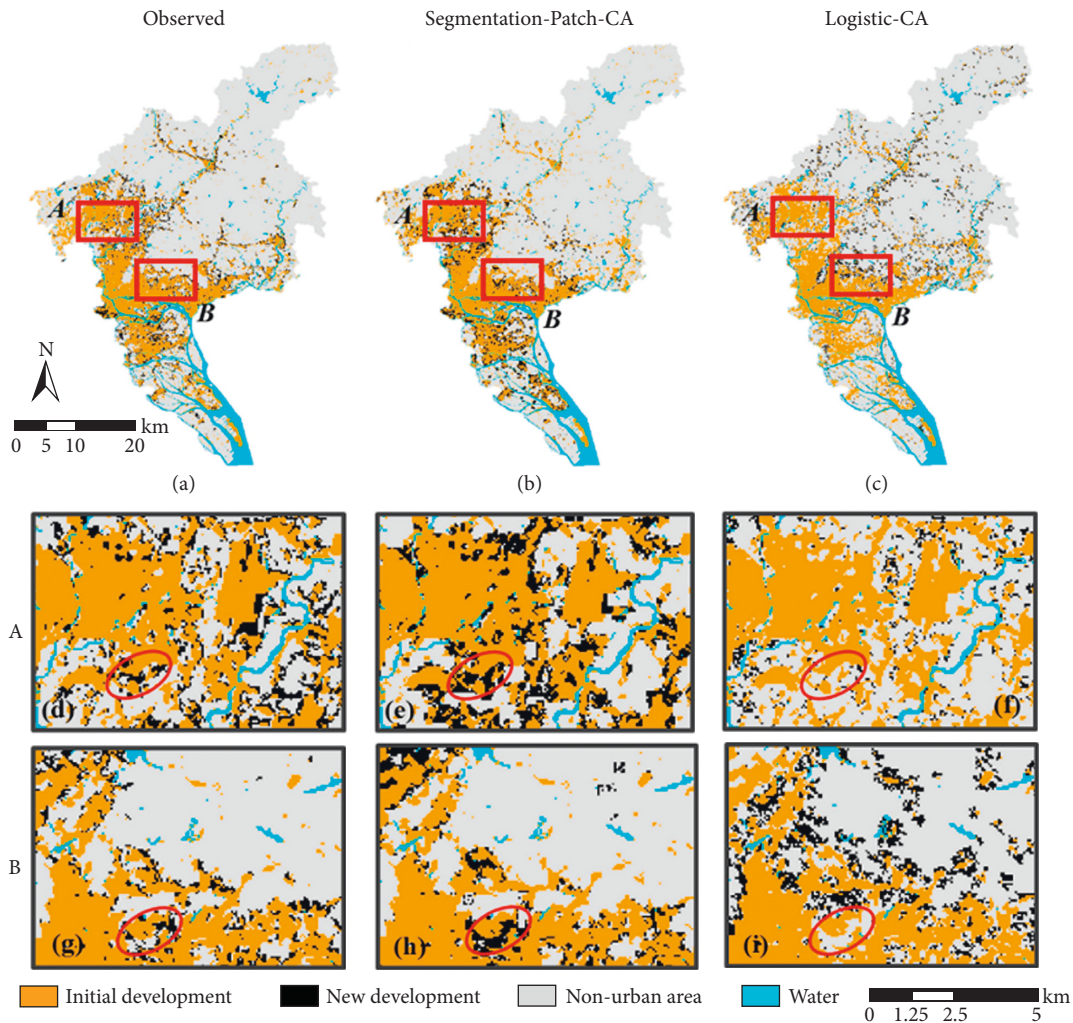 Observed Segmentation-Patch-CA Logistic-CA
A A A
B B B
N
km
0 5 10 20
(a) (b) (c)
A
(d) (e) (f)
B
(g) (h) (i)
Initial development New development Non-urban area Water km
0 1.25 2.5 5